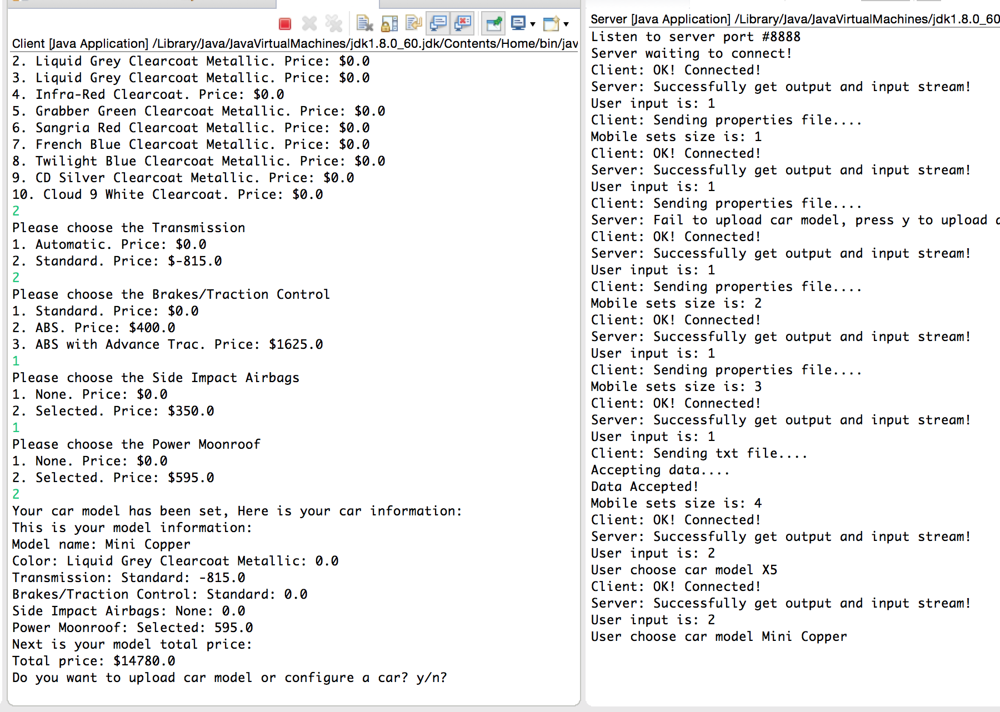 Client [Java Application] /Library/Java/JavaVirtualMachines/jdk1.8.0_60.jdk/Contents/Home/bin/jav
2. Liquid Grey Clearcoat Metallic. Price: $0.0
3. Liquid Grey Clearcoat Metallic. Price: $0.0
4. Infra-Red Clearcoat. Price: $0.0
5. Grabber Green Clearcoat Metallic. Price: $0.0
6. Sangria Red Clearcoat Metallic. Price: $0.0
7. French Blue Clearcoat Metallic. Price: $0.0
8. Twilight Blue Clearcoat Metallic. Price: $0.0
9. CD Silver Clearcoat Metallic. Price: $0.0
10. Cloud 9 White Clearcoat. Price: $0.0
2
Please choose the Transmission
1. Automatic. Price: $0.0
2. Standard. Price: $-815.0
2
Please choose the Brakes/Traction Control
1. Standard. Price: $0.0
2. ABS. Price: $400.0
3. ABS with Advance Trac. Price: $1625.0
1
Please choose the Side Impact Airbags
1. None. Price: $0.0
2. Selected. Price: $350.0
1
Please choose the Power Moonroof
1. None. Price: $0.0
2. Selected. Price: $595.0
2
Your car model has been set, Here is your car information:
This is your model information:
Model name: Mini Copper
Color: Liquid Grey Clearcoat Metallic: 0.0
Transmission: Standard: -815.0
Brakes/Traction Control: Standard: 0.0
Side Impact Airbags: None: 0.0
Power Moonroof: Selected: 595.0
Next is your model total price:
Total price: $14780.0
Do you want to upload car model or configure a car? y/n?
Server [Java Application] /Library/Java/JavaVirtualMachines/jdk1.8.0_60
Listen to server port #8888
Server waiting to connect!
Client: OK! Connected!
Server: Successfully get output and input stream!
User input is: 1
Client: Sending properties file....
Mobile sets size is: 1
Client: OK! Connected!
Server: Successfully get output and input stream!
User input is: 1
Client: Sending properties file....
Server: Fail to upload car model, press y to upload
Client: OK! Connected!
Server: Successfully get output and input stream!
User input is: 1
Client: Sending properties file....
Mobile sets size is: 2
Client: OK! Connected!
Server: Successfully get output and input stream!
User input is: 1
Client: Sending properties file....
Mobile sets size is: 3
Client: OK! Connected!
Server: Successfully get output and input stream!
User input is: 1
Client: Sending txt file....
Accepting data....
Data Accepted!
Mobile sets size is: 4
Client: OK! Connected!
Server: Successfully get output and input stream!
User input is: 2
User choose car model X5
Client: OK! Connected!
Server: Successfully get output and input stream!
User input is: 2
User choose car model Mini Copper